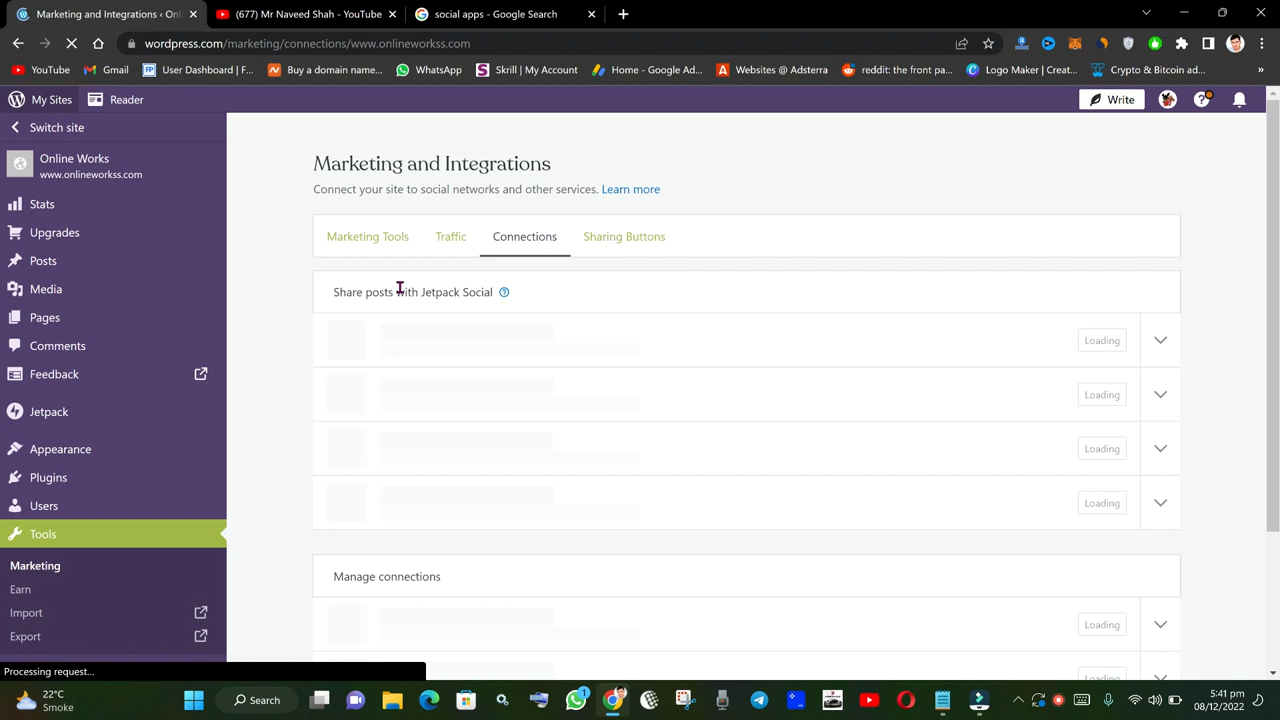 Marketing and Integrations ‹ Onli
(677) Mr Naveed Shah - YouTube
social apps - Google Search
wordpress.com/marketing/connections/www.onlineworkss.com
YouTube
Gmail
User Dashboard | F...
Buy a domain name...
WhatsApp
Skrill | My Account
Home - Google Ad...
Websites @ Adsterra
reddit: the front pa...
Logo Maker | Creat...
Crypto & Bitcoin ad...
»
My Sites
Reader
Write
Switch site
Online Works
www.onlineworkss.com
Stats
Upgrades
Posts
Media
Pages
Comments
Feedback
Jetpack
Appearance
Plugins
Users
Tools
Marketing
Earn
Import
Export
Processing request...
Marketing and Integrations
Connect your site to social networks and other services. Learn more
Marketing Tools
Traffic
Connections
Sharing Buttons
Share posts with Jetpack Social
Loading
Loading
Loading
Loading
Manage connections
Loading
Loading
22°C
Smoke
Search
1
5:41 pm
08/12/2022